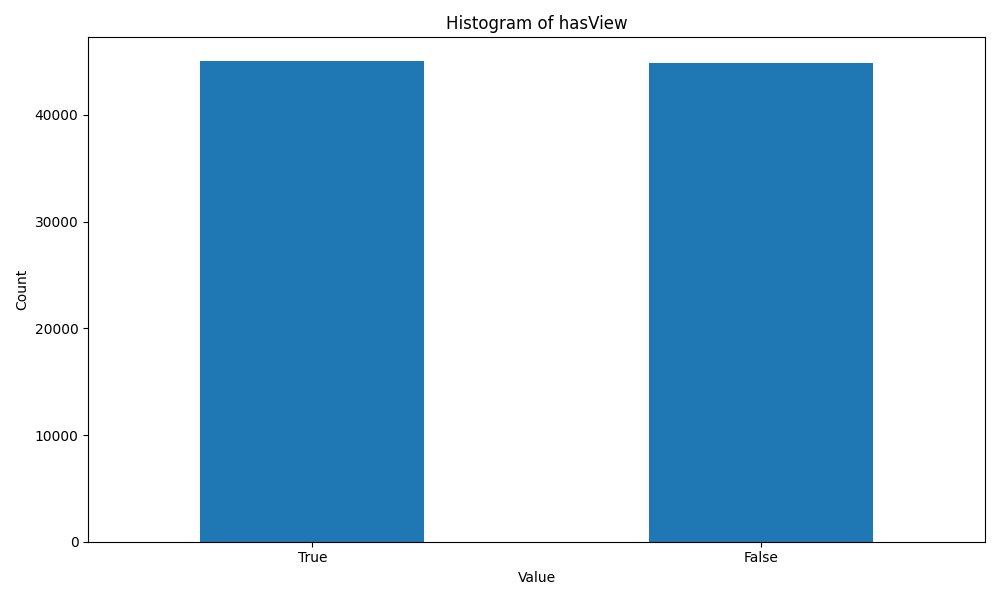 Histogram of hasView
Count
40000
30000
20000
10000
0
True
False
Value